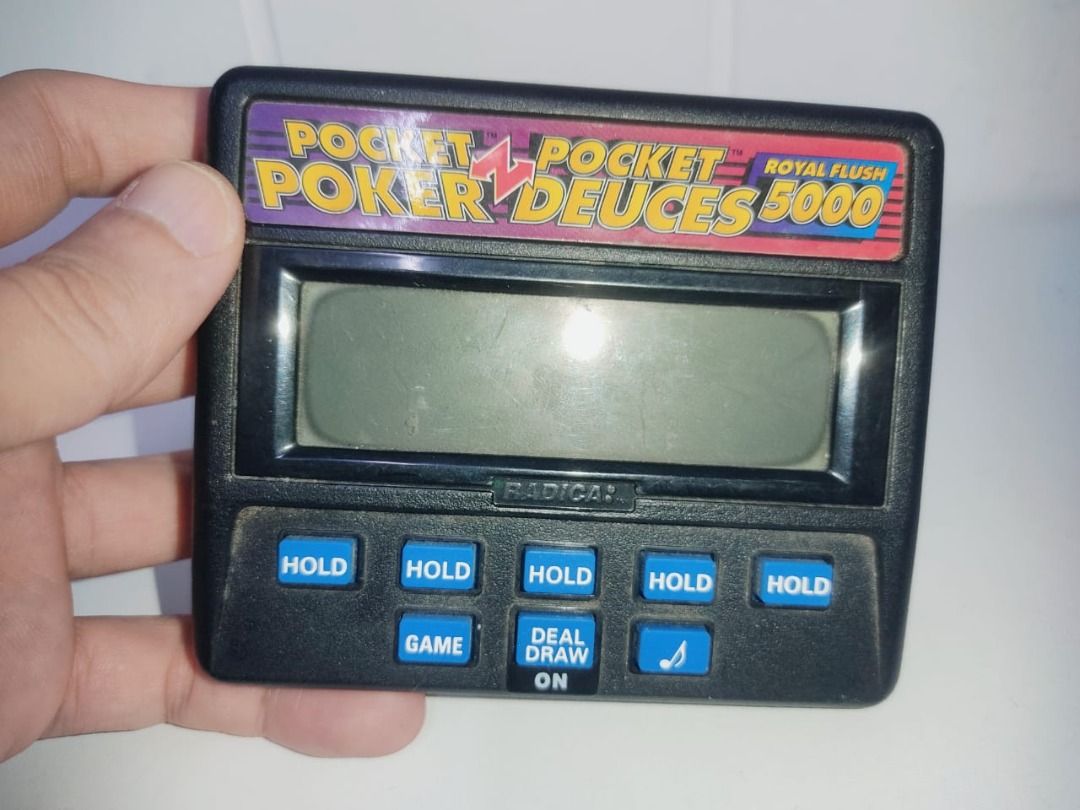 POCKET POKER N POCKET DEUCES
ROYAL FLUSH 5000
RADICA:
HOLD HOLD HOLD HOLD HOLD
GAME
DEAL DRAW
ON